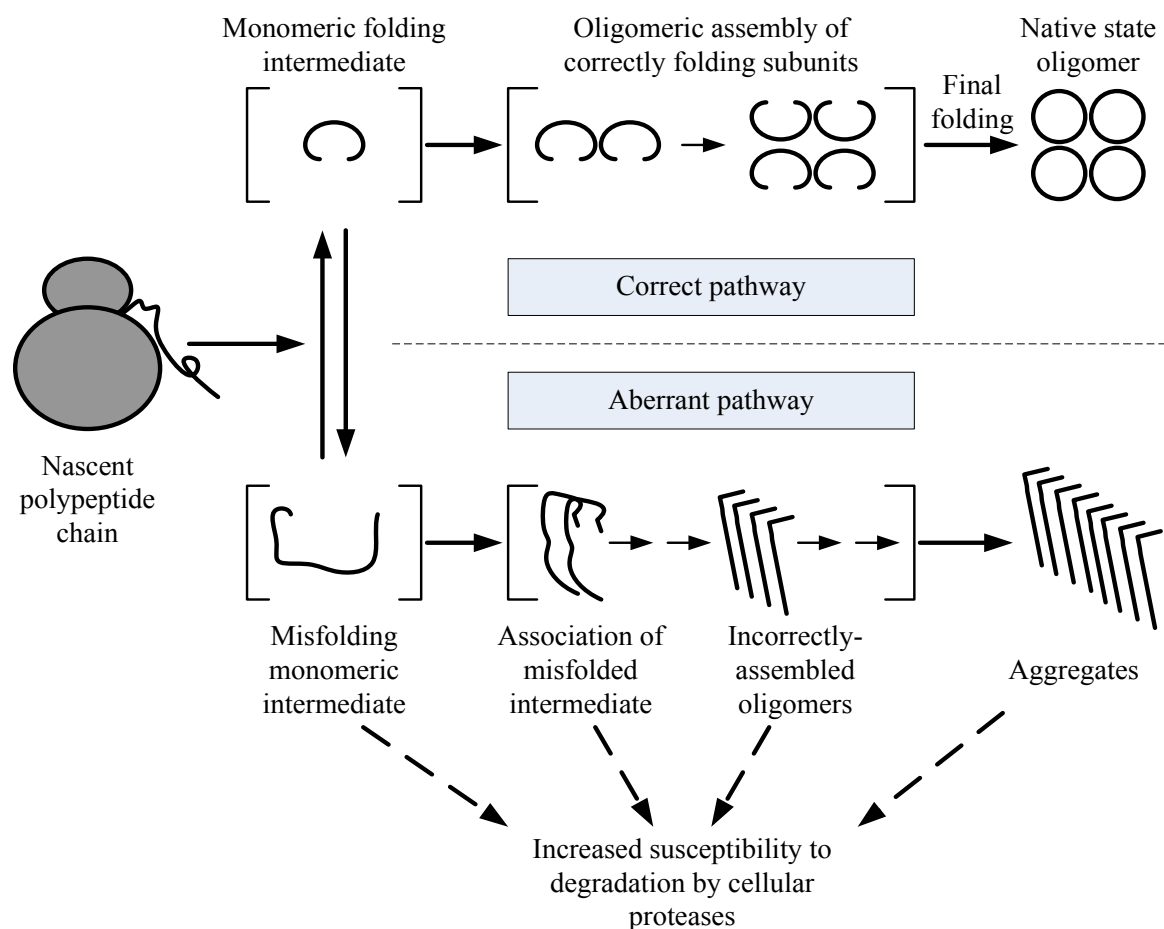 Monomeric folding
intermediate
Oligomeric assembly of
correctly folding subunits
Native state
oligomer
Final
folding
Correct pathway
Aberrant pathway
Nascent
polypeptide
chain
Misfolding
monomeric
intermediate
Association of
misfolded
intermediate
Incorrectly-
assembled
oligomers
Aggregates
Increased susceptibility to
degradation by cellular
proteases